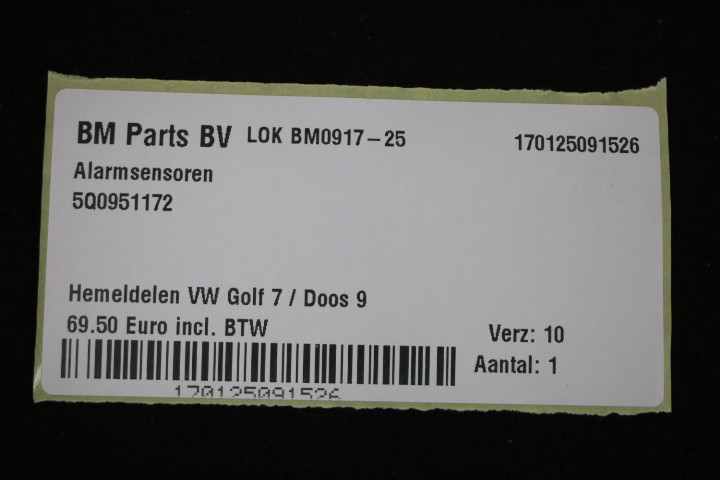 BM Parts BV LOK BM0917-25 170125091526
Alarmsensoren
5Q0951172
Hemeldelen VW Golf 7 / Doos 9
69.50 Euro incl. BTW
Verz: 10
Aantal: 1
170125091526